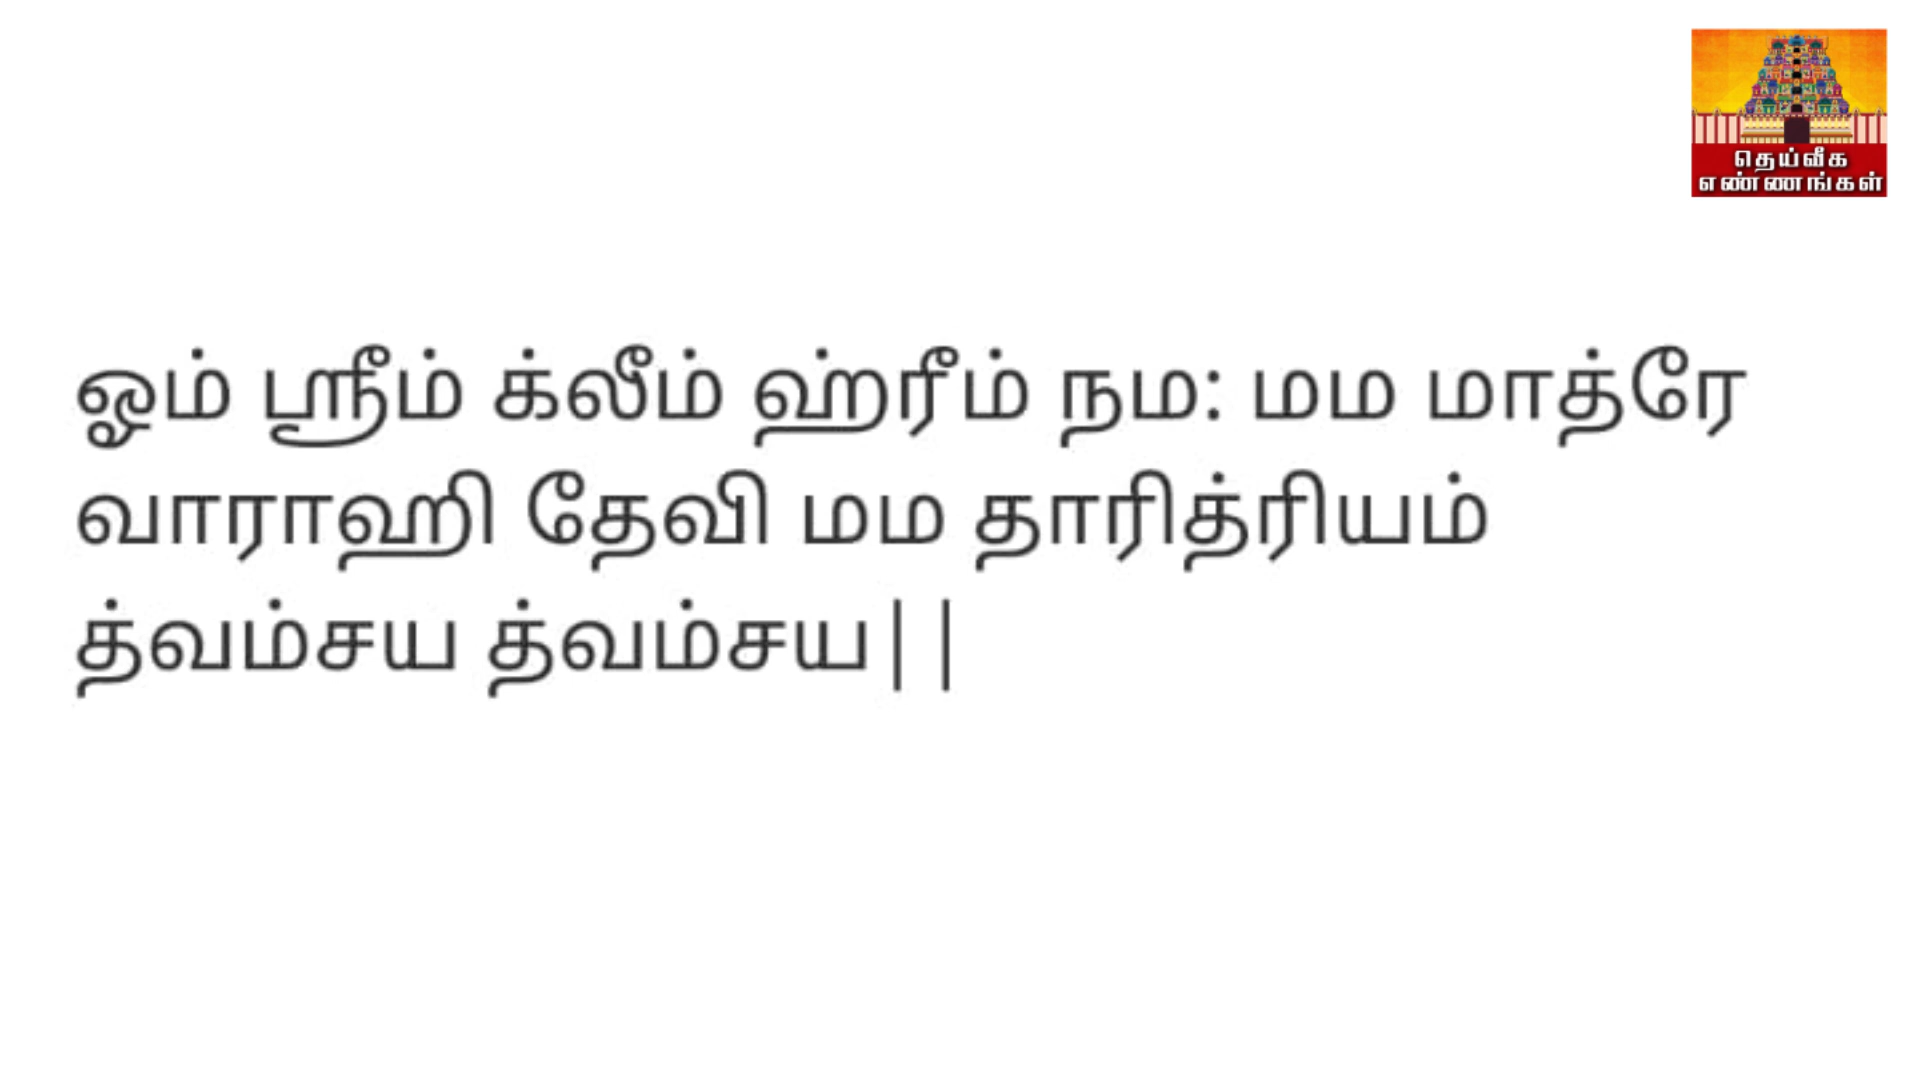 தெய்வீக
எண்ணங்கள்
ஓம் ஸ்ரீம் க்லீம் ஹ்ரீம் நம: மம மாத்ரே
வாராஹி தேவி மம தாரித்ரியம்
த்வம்சய த்வம்சய||